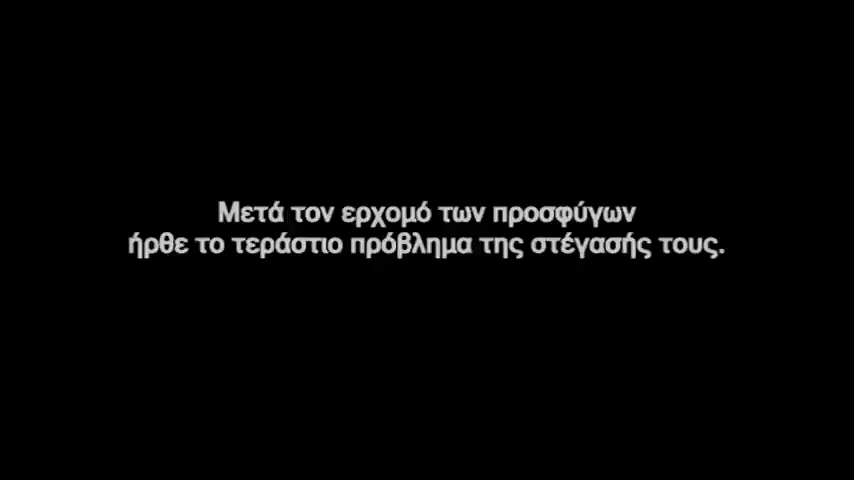 Μετά τον ερχομό των προσφύγων
ήρθε το τεράστιο πρόβλημα της στέγασής τους.